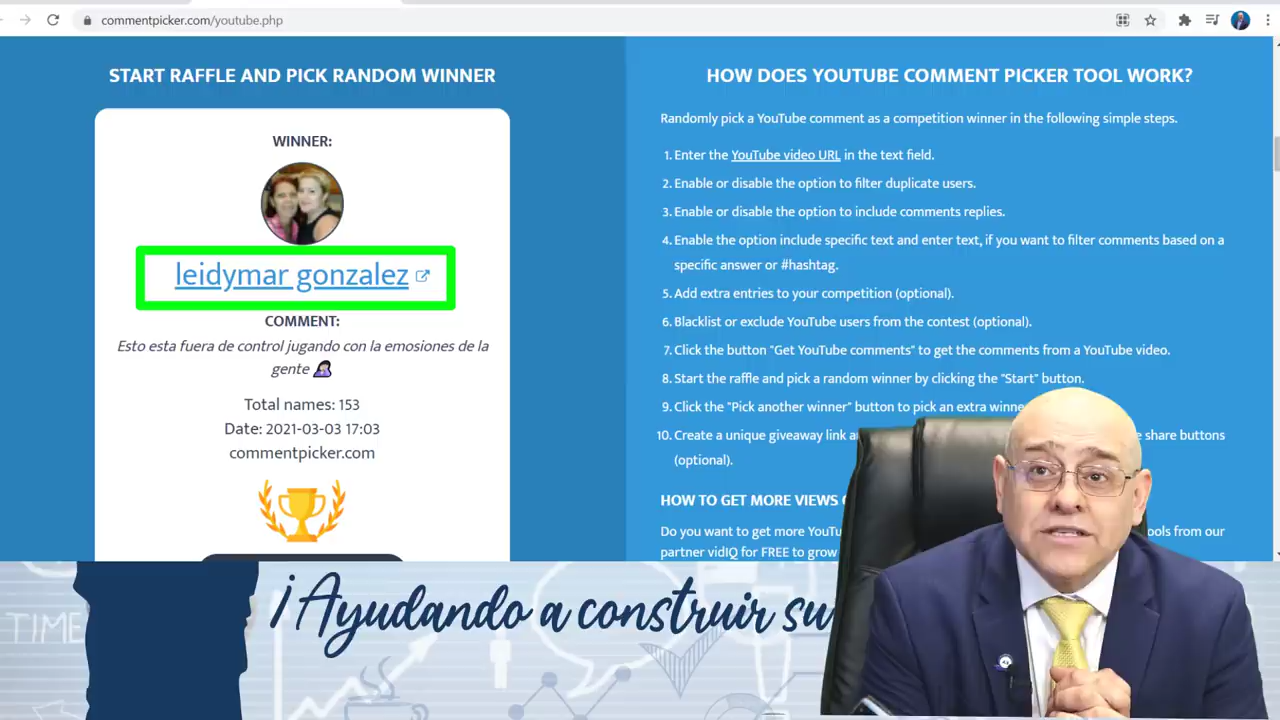 commentpicker.com/youtube.php
START RAFFLE AND PICK RANDOM WINNER
WINNER:
leidymar gonzalez
COMMENT:
Esto esta fuera de control jugando con la emosiones de la
gente
Total names: 153
Date: 2021-03-03 17:03
commentpicker.com
HOW DOES YOUTUBE COMMENT PICKER TOOL WORK?
Randomly pick a YouTube comment as a competition winner in the following simple steps.
1. Enter the YouTube video URL in the text field.
2. Enable or disable the option to filter duplicate users.
3. Enable or disable the option to include comments replies.
4. Enable the option include specific text and enter text, if you want to filter comments based on a
specific answer or #hashtag.
5. Add extra entries to your competition (optional).
6. Blacklist or exclude YouTube users from the contest (optional).
7. Click the button "Get YouTube comments" to get the comments from a YouTube video.
8. Start the raffle and pick a random winner by clicking the "Start" button.
9. Click the "Pick another winner" button to pick an extra
10. Create a unique giveaway link share buttons
(optional).
HOW TO GET MORE VIEWS
Do you want to get more from our
partner vidIQ for FREE to grow
TIME
¡Ayudando a construir su